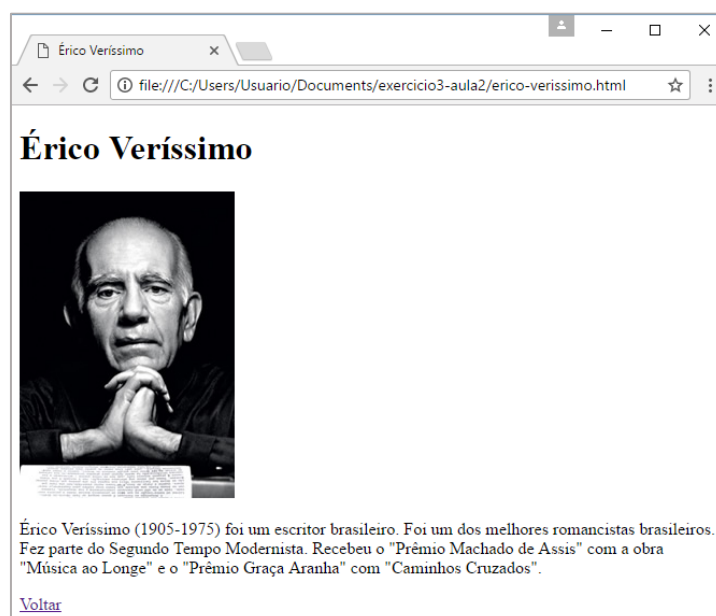 Érico Veríssimo
file:///C:/Users/Usuario/Documents/exercicio3-aula2/erico-verissimo.html
Érico Veríssimo
Érico Veríssimo (1905-1975) foi um escritor brasileiro. Foi um dos melhores romancistas brasileiros.
Fez parte do Segundo Tempo Modernista. Recebeu o "Prêmio Machado de Assis" com a obra
"Música ao Longe" e o "Prêmio Graça Aranha" com "Caminhos Cruzados".
Voltar